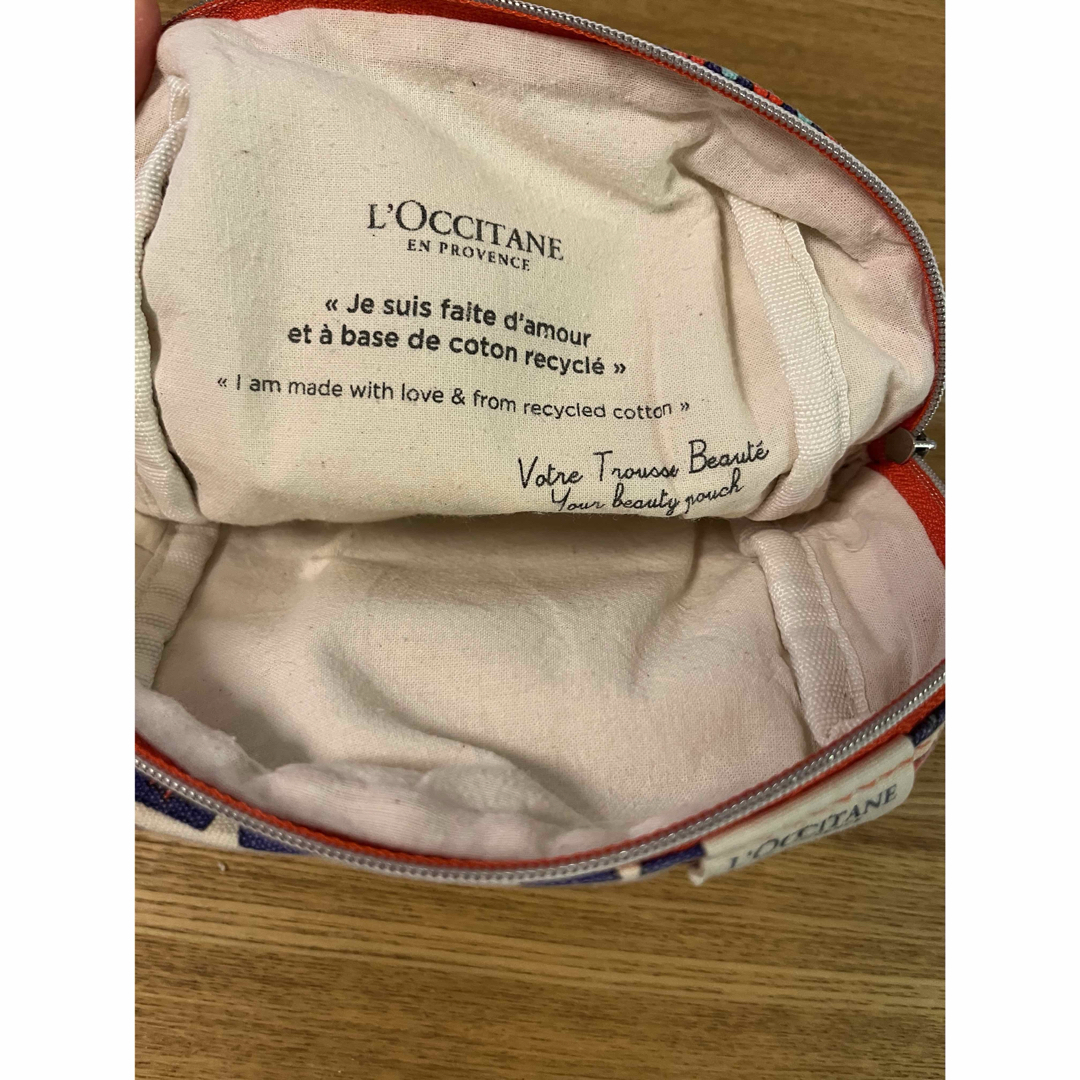 L'OCCITANE
EN PROVENCE
« Je suis faite d'amour
et à base de coton recyclé »
« I am made with love & from recycled cotton »
Votre Trousse Beauté
Your beauty pouch
L'OCCITANE